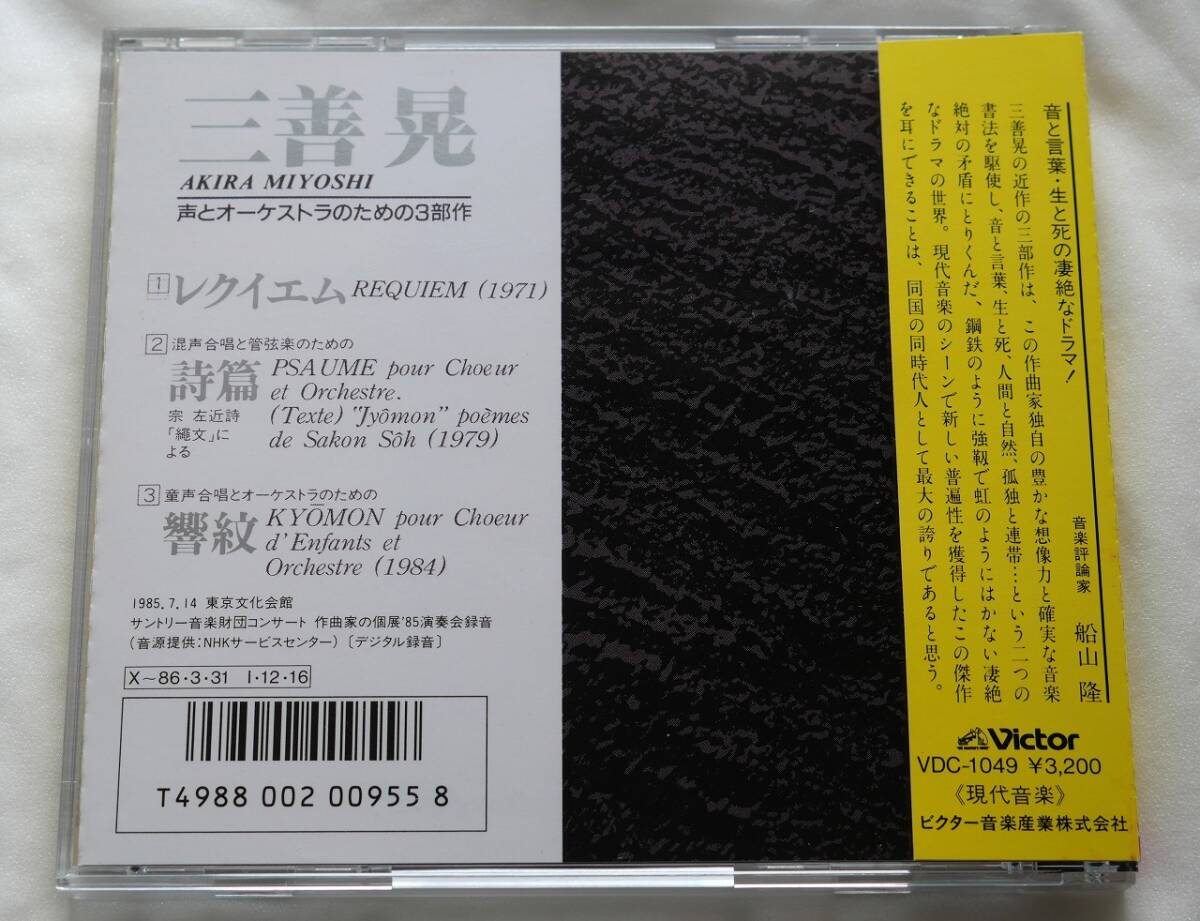 三善 晃
AKIRA MIYOSHI
声とオーケストラのための3部作
1 レクイエム REQUIEM (1971)
2 混声合唱と管弦楽のための
詩篇 PSAUME pour Choeur
et Orchestre.
宗 左近詩 (Texte) "Jyômon" poèmes
「縄文」に de Sakon Sôh (1979)
よる
3 童声合唱とオーケストラのための
響紋 KYŌMON pour Choeur
d'Enfants et
Orchestre (1984)
1985.7.14 東京文化会館
サントリー音楽財団コンサート 作曲家の個展'85演奏会録音
(音源提供:NHKサービスセンター)〔デジタル録音〕
X~86・3・31 I・12・16
T4988 002 00955 8
音と言葉・生と死の凄絶なドラマ!
音楽評論家 船山 隆
三善晃の近作の三部作は、この作曲家独自の豊かな想像力と確実な音楽
書法を駆使し、音と言葉、生と死、人間と自然、孤独と連帯…という二つの
絶対の矛盾にとりくんだ、鋼鉄のように強靱で虹のようにはかない凄絶
なドラマの世界。現代音楽のシーンで新しい普遍性を獲得したこの傑作
を耳にできることは、同国の同時代人として最大の誇りであると思う。
Victor
VDC-1049 ¥3,200
《現代音楽》
ビクター音楽産業株式会社